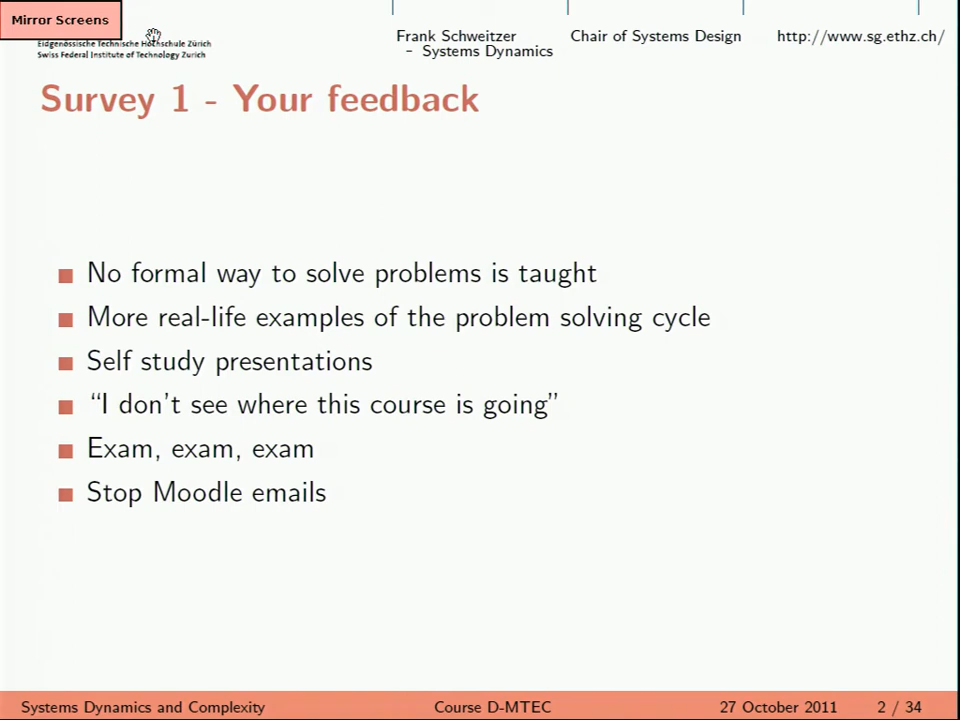 Mirror Screens
Eidgenössische Technische Hochschule Zürich
Swiss Federal Institute of Technology Zurich
Frank Schweitzer
– Systems Dynamics
Chair of Systems Design
http://www.sg.ethz.ch/
Survey 1 - Your feedback
No formal way to solve problems is taught
More real-life examples of the problem solving cycle
Self study presentations
“I don't see where this course is going”
Exam, exam, exam
Stop Moodle emails
Systems Dynamics and Complexity
Course D-MTEC
27 October 2011
2 / 34